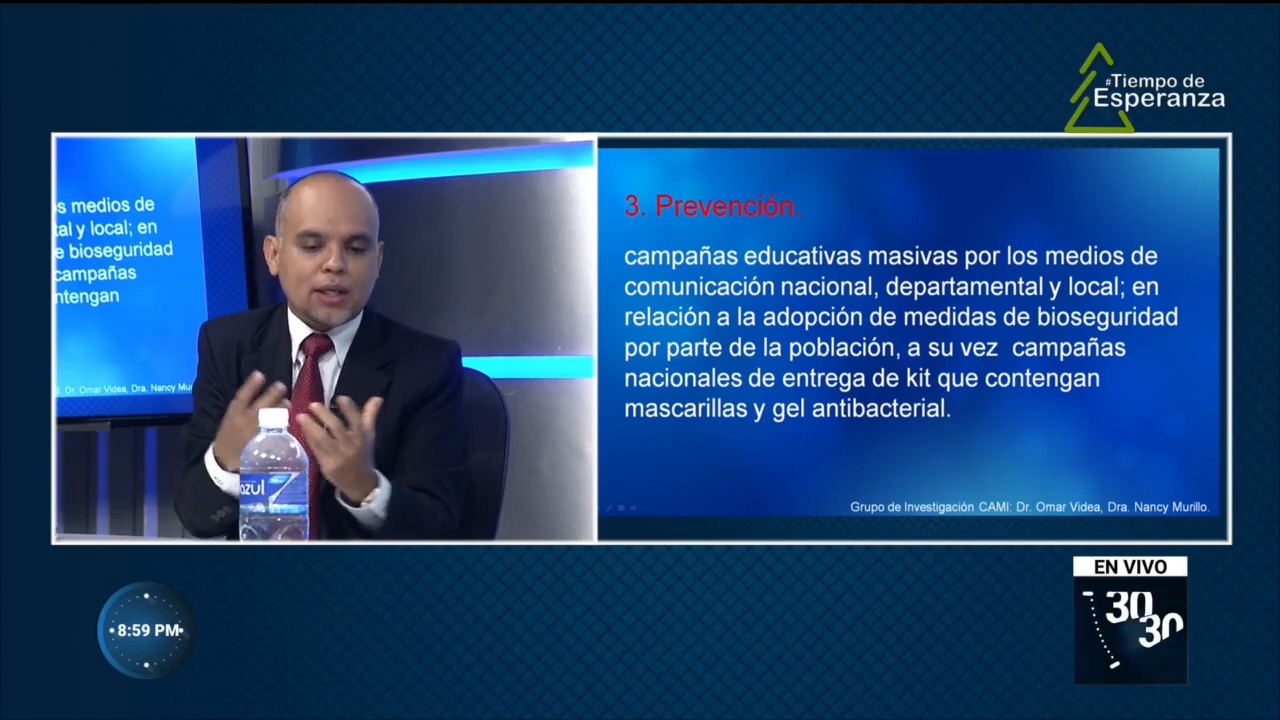 #Tiempo de
Esperanza
s medios de
tal y local; en
e bioseguridad
campañas
ntengan
: Dr. Omar Videa, Dra. Nancy Mur
azul
3. Prevención.
campañas educativas masivas por los medios de
comunicación nacional, departamental y local; en
relación a la adopción de medidas de bioseguridad
por parte de la población, a su vez campañas
nacionales de entrega de kit que contengan
mascarillas y gel antibacterial.
Grupo de Investigación CAMI: Dr. Omar Videa, Dra. Nancy Murillo.
8:59 PM
EN VIVO
30
30